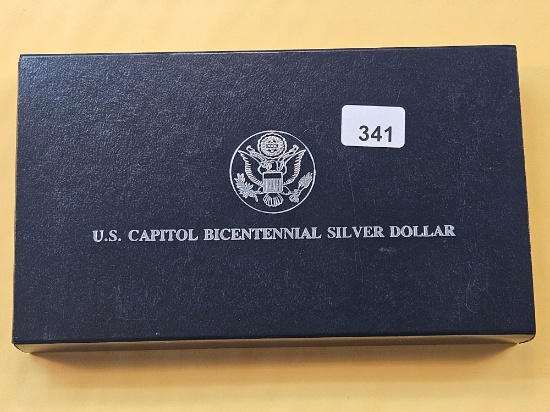 341
U.S. CAPITOL BICENTENNIAL SILVER DOLLAR